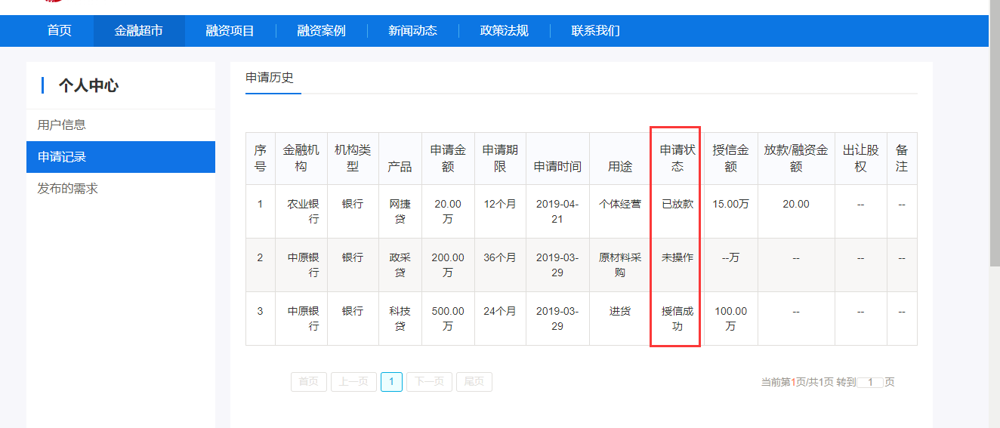 首页 金融超市 融资项目 融资案例 新闻动态 政策法规 联系我们
个人中心
用户信息
申请记录
发布的需求
申请历史
序号 金融机构 机构类型 产品 申请金额 申请期限 申请时间 用途 申请状态 授信金额 放款/融资金额 出让股权 备注
1 农业银行 银行 网捷贷 20.00万 12个月 2019-04-21 个体经营 已放款 15.00万 20.00 -- --
2 中原银行 银行 政采贷 200.00万 36个月 2019-03-29 原材料采购 未操作 --万 -- -- --
3 中原银行 银行 科技贷 500.00万 24个月 2019-03-29 进货 授信成功 100.00万 -- -- --
首页 上一页 1 下一页 尾页
当前第1页/共1页 转到 1 页